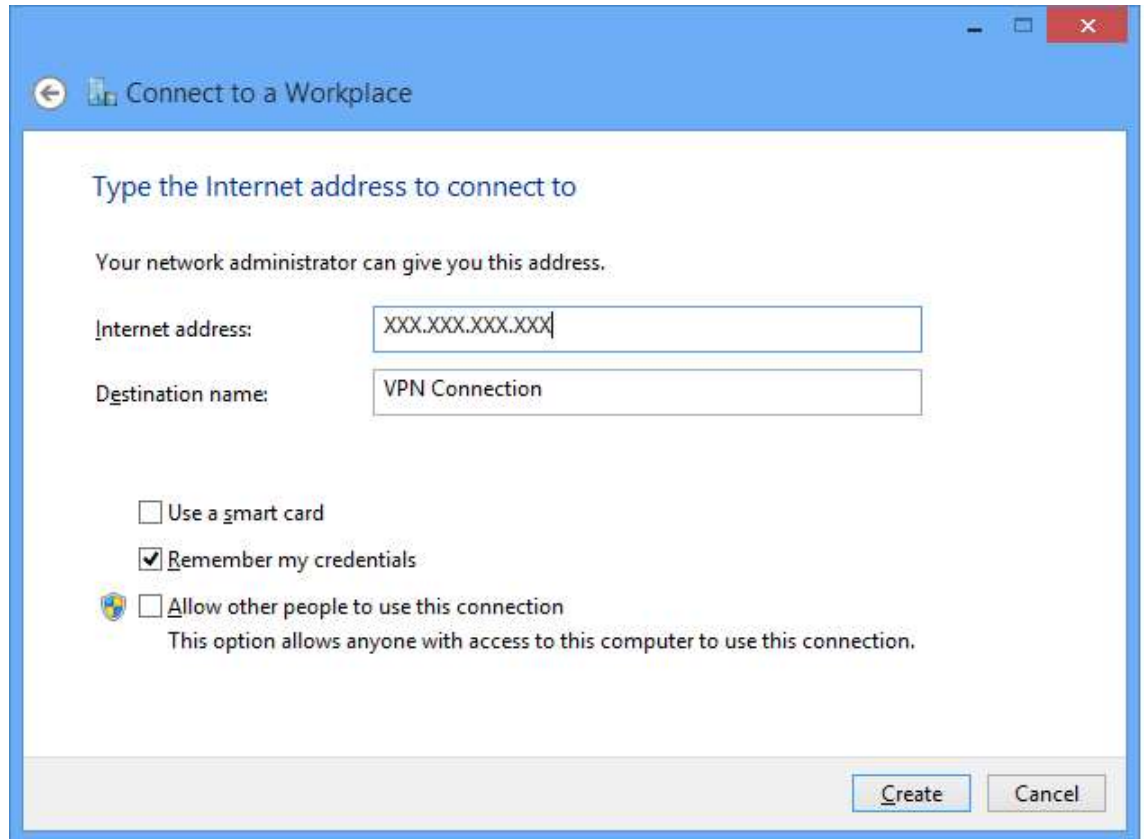 Connect to a Workplace
Type the Internet address to connect to
Your network administrator can give you this address.
Internet address: XXX.XXX.XXX.XXX
Destination name: VPN Connection
Use a smart card
Remember my credentials
Allow other people to use this connection
This option allows anyone with access to this computer to use this connection.
Create Cancel